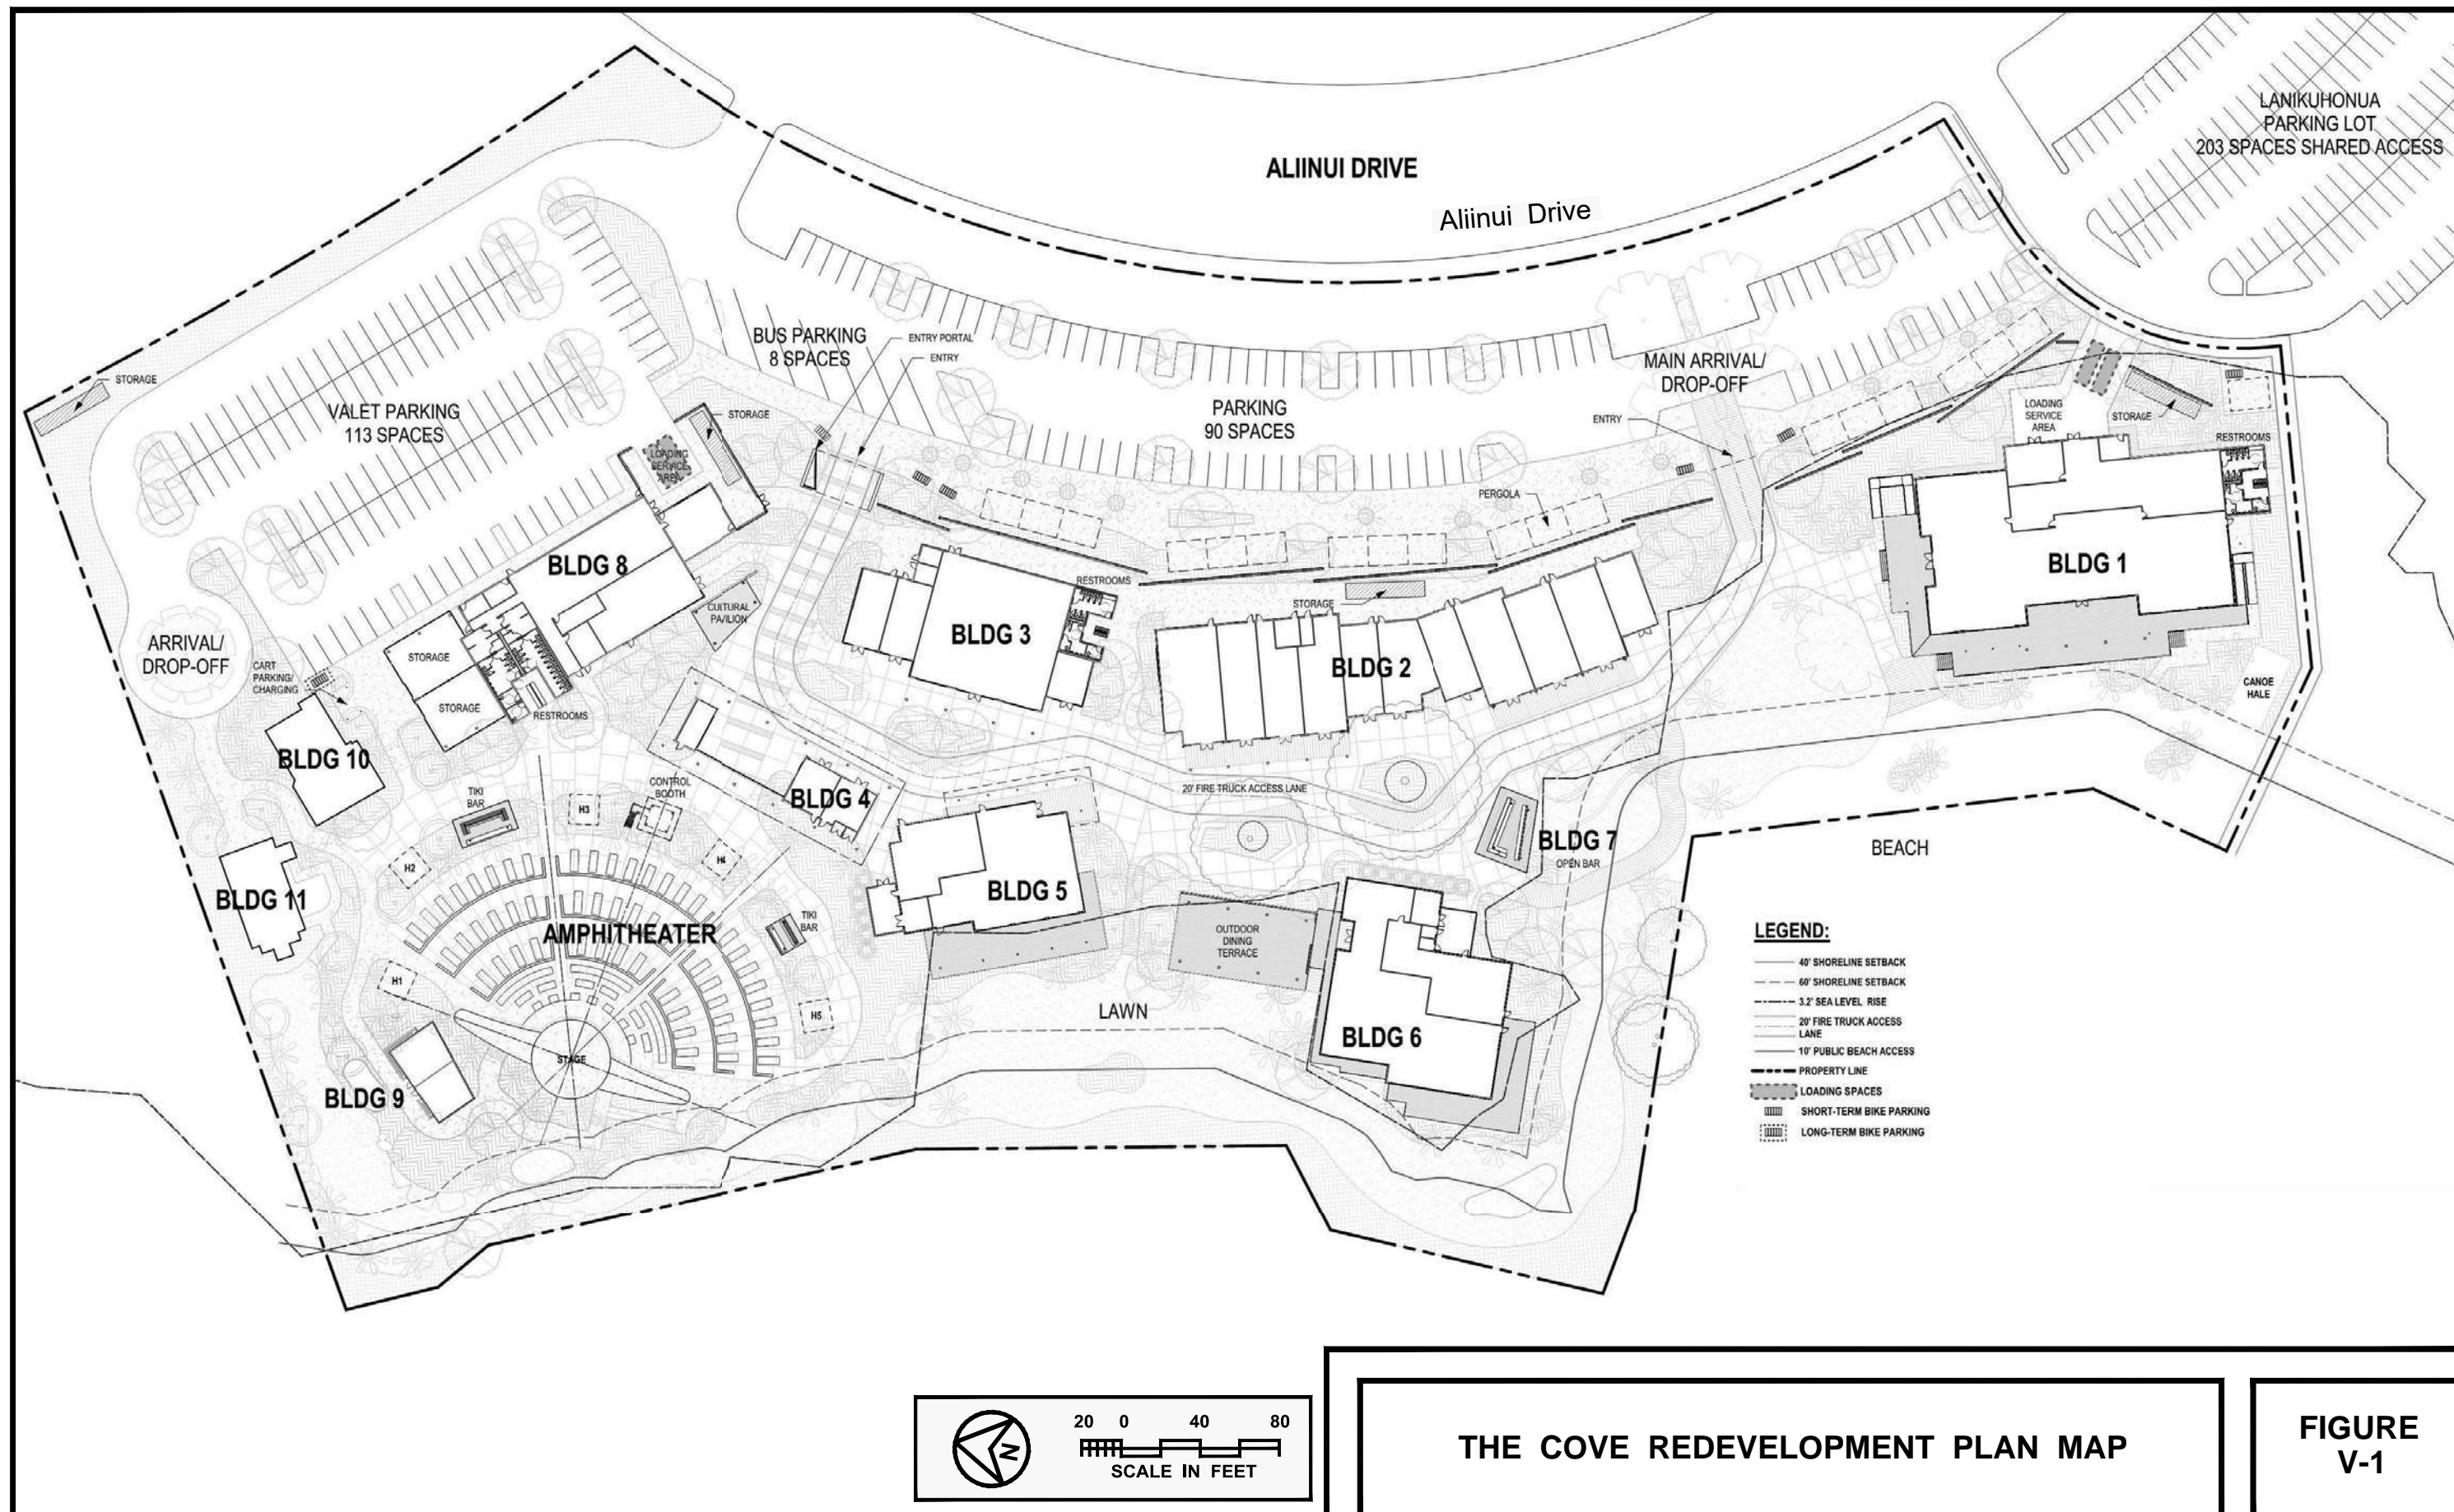 LANIKUHONUA
PARKING LOT
203 SPACES SHARED ACCESS
ALIINUI DRIVE
Aliinui Drive
BUS PARKING
8 SPACES
ENTRY PORTAL
ENTRY
STORAGE
VALET PARKING
113 SPACES
STORAGE
LOADING
SERVICE
AREA
PARKING
90 SPACES
MAIN ARRIVAL/
DROP-OFF
ENTRY
LOADING
SERVICE
AREA
STORAGE
RESTROOMS
PERGOLA
BLDG 8
BLDG 1
CULTURAL
PAVILION
RESTROOMS
STORAGE
BLDG 3
BLDG 2
ARRIVAL/
DROP-OFF
CART
PARKING/
CHARGING
STORAGE
STORAGE
RESTROOMS
CANOE
HALE
BLDG 10
TIKI
BAR
H3
CONTROL
BOOTH
BLDG 4
20' FIRE TRUCK ACCESS LANE
BLDG 7
OPEN BAR
BEACH
H2
H4
BLDG 11
BLDG 5
AMPHITHEATER
TIKI
BAR
OUTDOOR
DINING
TERRACE
H1
H5
LAWN
BLDG 6
STAGE
BLDG 9
LEGEND:
40' SHORELINE SETBACK
60' SHORELINE SETBACK
3.2' SEA LEVEL RISE
20' FIRE TRUCK ACCESS
LANE
10' PUBLIC BEACH ACCESS
PROPERTY LINE
LOADING SPACES
SHORT-TERM BIKE PARKING
LONG-TERM BIKE PARKING
N
20 0 40 80
SCALE IN FEET
THE COVE REDEVELOPMENT PLAN MAP
FIGURE
V-1